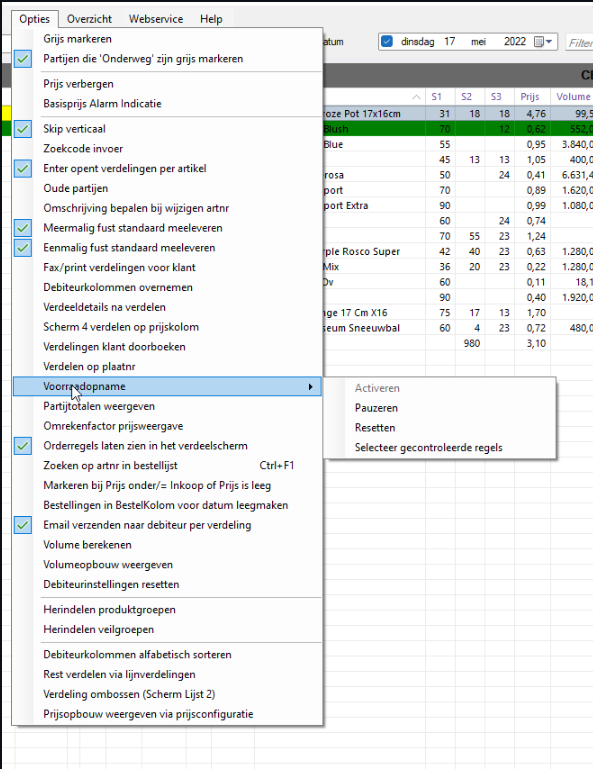 Opties Overzicht Webservice Help
Grijs markeren
Partijen die 'Onderweg' zijn grijs markeren
Prijs verbergen
Basisprijs Alarm Indicatie
Skip verticaal
Zoekcode invoer
Enter opent verdelingen per artikel
Oude partijen
Omschrijving bepalen bij wijzigen artnr
Meermalig fust standaard meeleveren
Eenmalig fust standaard meeleveren
Fax/print verdelingen voor klant
Debiteurkolommen overnemen
Verdeeldetails na verdelen
Scherm 4 verdelen op prijskolom
Verdelingen klant doorboeken
Verdelen op plaatnr
Voorraadopname
Partijtotalen weergeven
Omrekenfactor prijsweergave
Orderregels laten zien in het verdeelscherm
Zoeken op artnr in bestellijst Ctrl+F1
Markeren bij Prijs onder/= Inkoop of Prijs is leeg
Bestellingen in BestelKolom voor datum leegmaken
Email verzenden naar debiteur per verdeling
Volume berekenen
Volumeopbouw weergeven
Debiteurinstellingen resetten
Herindelen produktgroepen
Herindelen veilgroepen
Debiteurkolommen alfabetisch sorteren
Rest verdelen via lijnverdelingen
Verdeling ombossen (Scherm Lijst 2)
Prijsopbouw weergeven via prijsconfiguratie
Activeren
Pauzeren
Resetten
Selecteer gecontroleerde regels
atum dinsdag 17 mei 2022 Filter
S1 S2 S3 Prijs Volume
roze Pot 17x16cm 31 18 18 4,76 99,5
Blush 70 12 0,62 552,0
Blue 55 0,95 3.840,0
45 13 13 1,05 400,0
rosa 50 24 0,41 6.631,4
port 70 0,89 1.620,0
port Extra 90 0,99 1.080,0
60 24 0,74
70 55 23 1,24
rple Rosco Super 42 40 23 0,63 1.280,0
Mix 36 20 23 0,22 1.280,0
Ov 60 0,11 18,1
90 0,40 1.920,0
nge 17 Cm X16 75 17 13 1,70
seum Sneeuwbal 60 4 23 0,72 480,0
980 3,10